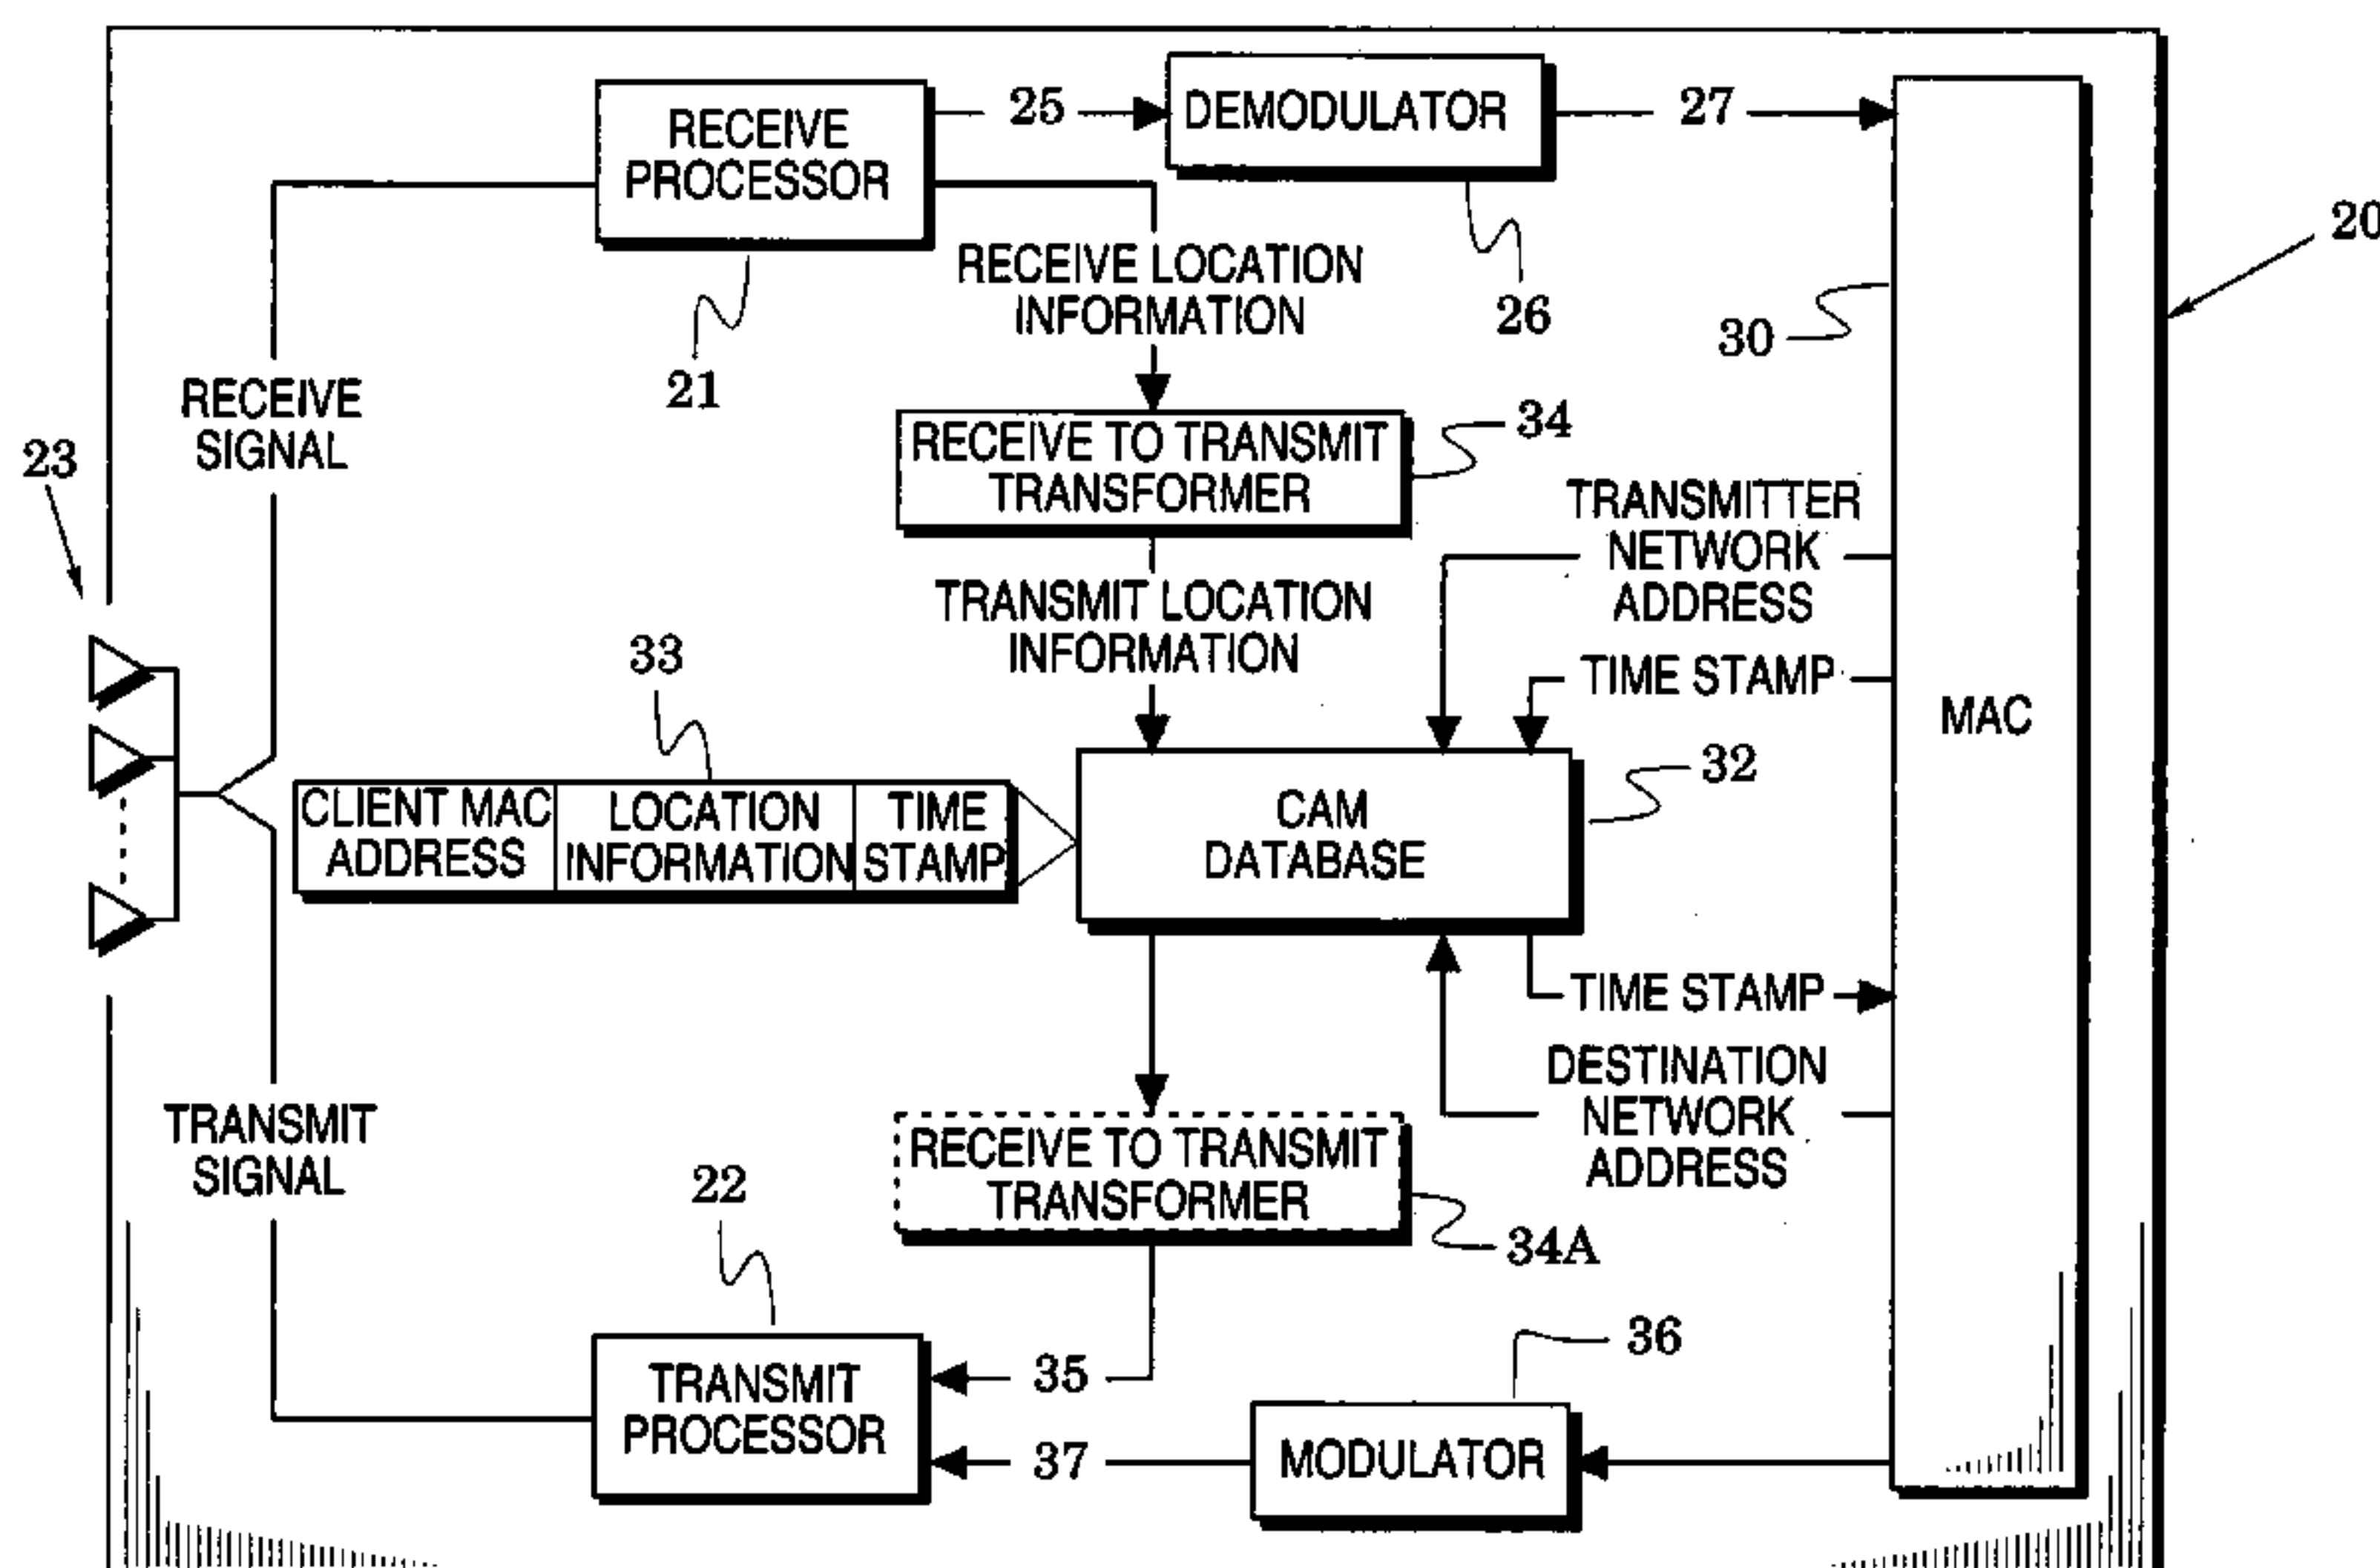 RECEIVE
PROCESSOR
25
DEMODULATOR
27
20
RECEIVE LOCATION
INFORMATION
21
26
30
RECEIVE
SIGNAL
23
RECEIVE TO TRANSMIT
TRANSFORMER
34
TRANSMITTER
NETWORK
ADDRESS
TRANSMIT LOCATION
INFORMATION
33
TIME STAMP
MAC
CLIENT MAC
ADDRESS
LOCATION
INFORMATION
TIME
STAMP
CAM
DATABASE
32
TIME STAMP
DESTINATION
NETWORK
ADDRESS
TRANSMIT
SIGNAL
RECEIVE TO TRANSMIT
TRANSFORMER
34A
22
TRANSMIT
PROCESSOR
35
36
37
MODULATOR